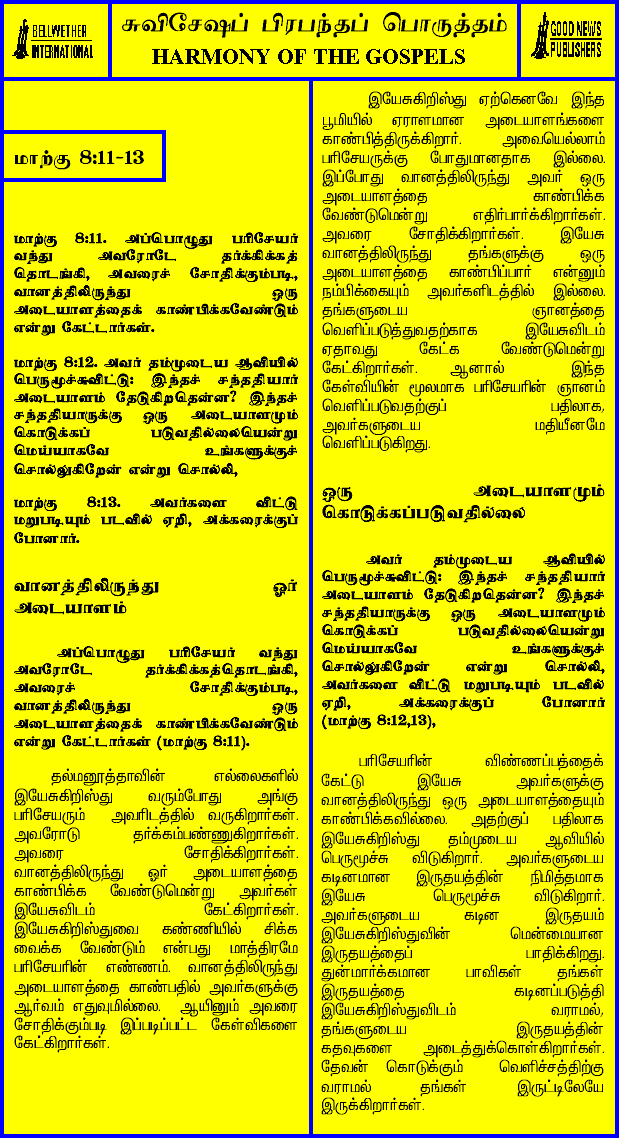 BELLWETHER
INTERNATIONAL
சுவிசேஷப் பிரபந்தப் பொருத்தம்
HARMONY OF THE GOSPELS
GOOD NEWS
PUBLISHERS
மாற்கு 8:11-13
மாற்கு 8:11. அப்பொழுது பரிசேயர்
வந்து அவரோடே தர்க்கிக்கத்
தொடங்கி, அவரைச் சோதிக்கும்படி,
வானத்திலிருந்து ஒரு
அடையாளத்தைக் காண்பிக்கவேண்டும்
என்று கேட்டார்கள்.
மாற்கு 8:12. அவர் தம்முடைய ஆவியில்
பெருமூச்சுவிட்டு: இந்தச் சந்ததியார்
அடையாளம் தேடுகிறதென்ன? இந்தச்
சந்ததியாருக்கு ஒரு அடையாளமும்
கொடுக்கப் படுவதில்லையென்று
மெய்யாகவே உங்களுக்குச்
சொல்லுகிறேன் என்று சொல்லி,
மாற்கு 8:13. அவர்களை விட்டு
மறுபடியும் படவில் ஏறி, அக்கரைக்குப்
போனார்.
வானத்திலிருந்து ஓர்
அடையாளம்
அப்பொழுது பரிசேயர் வந்து
அவரோடே தர்க்கிக்கத்தொடங்கி,
அவரைச் சோதிக்கும்படி,
வானத்திலிருந்து ஒரு
அடையாளத்தைக் காண்பிக்கவேண்டும்
என்று கேட்டார்கள் (மாற்கு 8:11).
தல்மனூத்தாவின் எல்லைகளில்
இயேசுகிறிஸ்து வரும்போது அங்கு
பரிசேயரும் அவரிடத்தில் வருகிறார்கள்.
அவரோடு தர்க்கம்பண்ணுகிறார்கள்.
அவரை சோதிக்கிறார்கள்.
வானத்திலிருந்து ஓர் அடையாளத்தை
காண்பிக்க வேண்டுமென்று அவர்கள்
இயேசுவிடம் கேட்கிறார்கள்.
இயேசுகிறிஸ்துவை கண்ணியில் சிக்க
வைக்க வேண்டும் என்பது மாத்திரமே
பரிசேயரின் எண்ணம். வானத்திலிருந்து
அடையாளத்தை காண்பதில் அவர்களுக்கு
ஆர்வம் எதுவுமில்லை. ஆயினும் அவரை
சோதிக்கும்படி இப்படிப்பட்ட கேள்விகளை
கேட்கிறார்கள்.
இயேசுகிறிஸ்து ஏற்கெனவே இந்த
பூமியில் ஏராளமான அடையாளங்களை
காண்பித்திருக்கிறார். அவையெல்லாம்
பரிசேயருக்கு போதுமானதாக இல்லை.
இப்போது வானத்திலிருந்து அவர் ஒரு
அடையாளத்தை காண்பிக்க
வேண்டுமென்று எதிர்பார்க்கிறார்கள்.
அவரை சோதிக்கிறார்கள். இயேசு
வானத்திலிருந்து தங்களுக்கு ஒரு
அடையாளத்தை காண்பிப்பார் என்னும்
நம்பிக்கையும் அவர்களிடத்தில் இல்லை.
தங்களுடைய ஞானத்தை
வெளிப்படுத்துவதற்காக இயேசுவிடம்
ஏதாவது கேட்க வேண்டுமென்று
கேட்கிறார்கள். ஆனால் இந்த
கேள்வியின் மூலமாக பரிசேயரின் ஞானம்
வெளிப்படுவதற்குப் பதிலாக,
அவர்களுடைய மதியீனமே
வெளிப்படுகிறது.
ஒரு அடையாளமும்
கொடுக்கப்படுவதில்லை
அவர் தம்முடைய ஆவியில்
பெருமூச்சுவிட்டு: இந்தச் சந்ததியார்
அடையாளம் தேடுகிறதென்ன? இந்தச்
சந்ததியாருக்கு ஒரு அடையாளமும்
கொடுக்கப் படுவதில்லையென்று
மெய்யாகவே உங்களுக்குச்
சொல்லுகிறேன் என்று சொல்லி,
அவர்களை விட்டு மறுபடியும் படவில்
ஏறி, அக்கரைக்குப் போனார்
(மாற்கு 8:12,13),
பரிசேயரின் விண்ணப்பத்தைக்
கேட்டு இயேசு அவர்களுக்கு
வானத்திலிருந்து ஒரு அடையாளத்தையும்
காண்பிக்கவில்லை. அதற்குப் பதிலாக
இயேசுகிறிஸ்து தம்முடைய ஆவியில்
பெருமூச்சு விடுகிறார். அவர்களுடைய
கடினமான இருதயத்தின் நிமித்தமாக
இயேசு பெருமூச்சு விடுகிறார்.
அவர்களுடைய கடின இருதயம்
இயேசுகிறிஸ்துவின் மென்மையான
இருதயத்தைப் பாதிக்கிறது.
துன்மார்க்கமான பாவிகள் தங்கள்
இருதயத்தை கடினப்படுத்தி
இயேசுகிறிஸ்துவிடம் வராமல்,
தங்களுடைய இருதயத்தின்
கதவுகளை அடைத்துக்கொள்கிறார்கள்.
தேவன் கொடுக்கும் வெளிச்சத்திற்கு
வராமல் தங்கள் இருட்டிலேயே
இருக்கிறார்கள்.